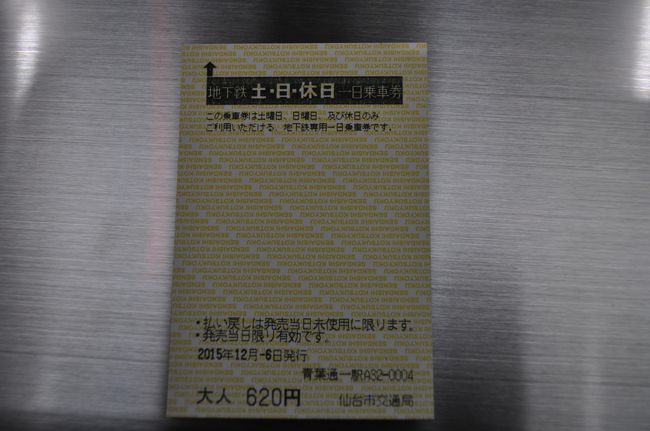 地下鉄 土・日・休日 一日乗車券
この乗車券は土曜日、日曜日、及び休日のみ
ご利用いただける、地下鉄専用一日乗車券です。
・払い戻しは発売当日未使用に限ります。
・発売当日限り有効です。
2015年12月-6日発行
青葉通一駅A32-0004
大人 620円 仙台市交通局